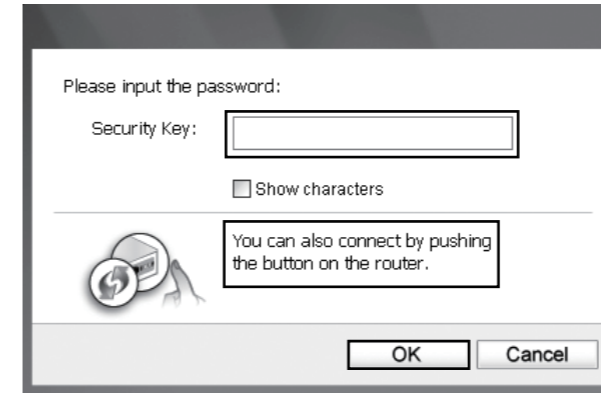 Please input the password:
Security Key:
Show characters
You can also connect by pushing
the button on the router.
OK
Cancel